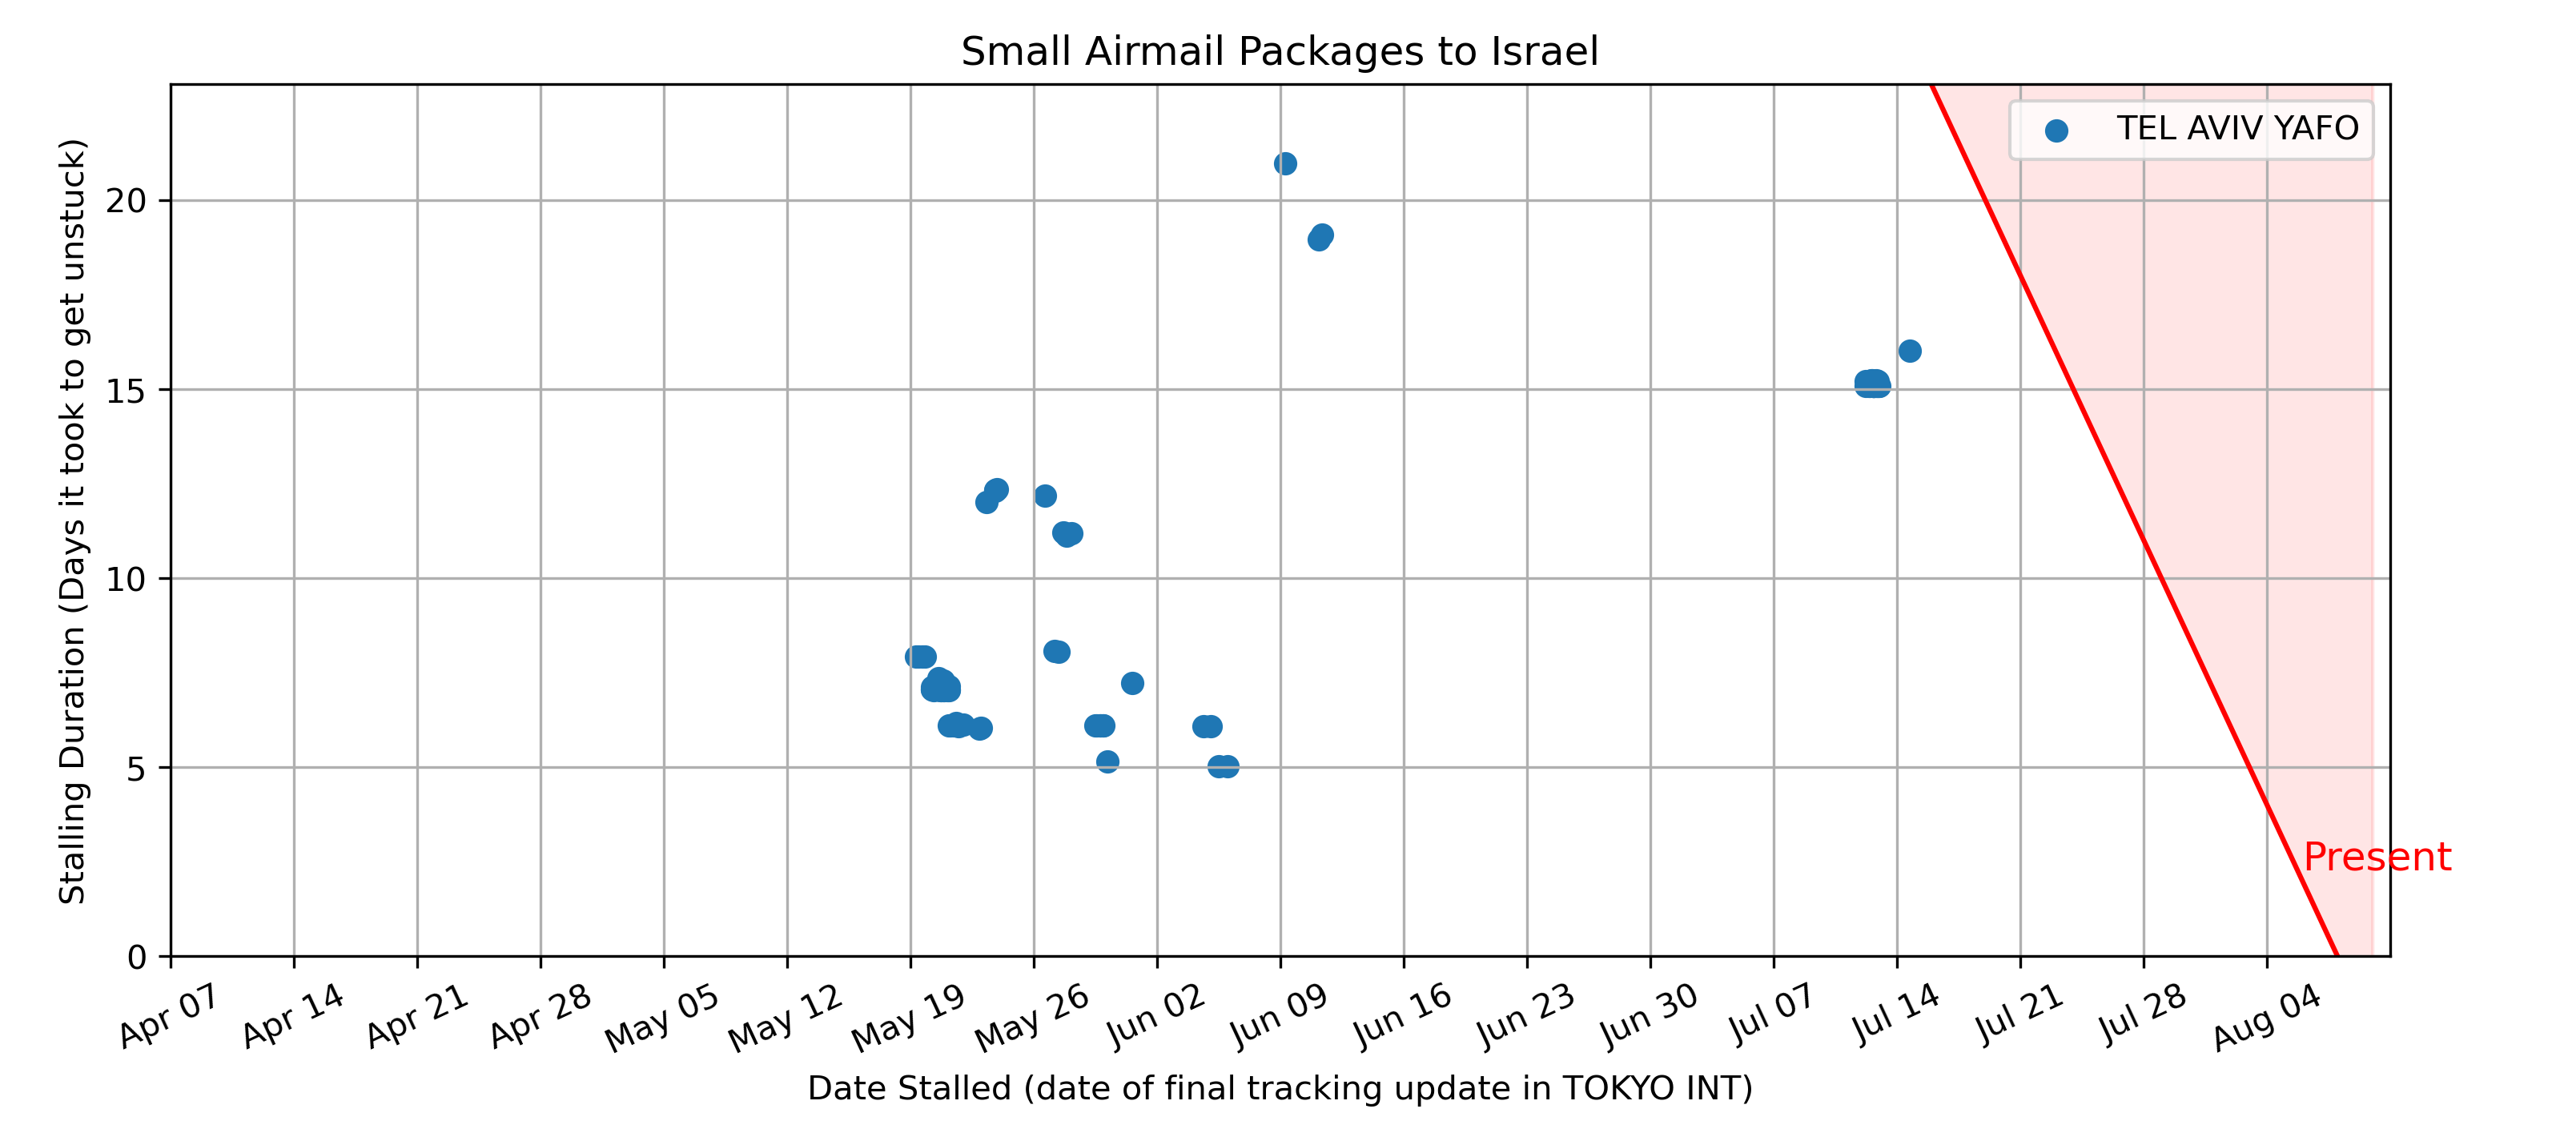 Small Airmail Packages to Israel
TEL AVIV YAFO
Stalling Duration (Days it took to get unstuck)
20
15
10
5
0
Present
Apr 07
Apr 14
Apr 21
Apr 28
May 05
May 12
May 19
May 26
Jun 02
Jun 09
Jun 16
Jun 23
Jun 30
Jul 07
Jul 14
Jul 21
Jul 28
Aug 04
Date Stalled (date of final tracking update in TOKYO INT)